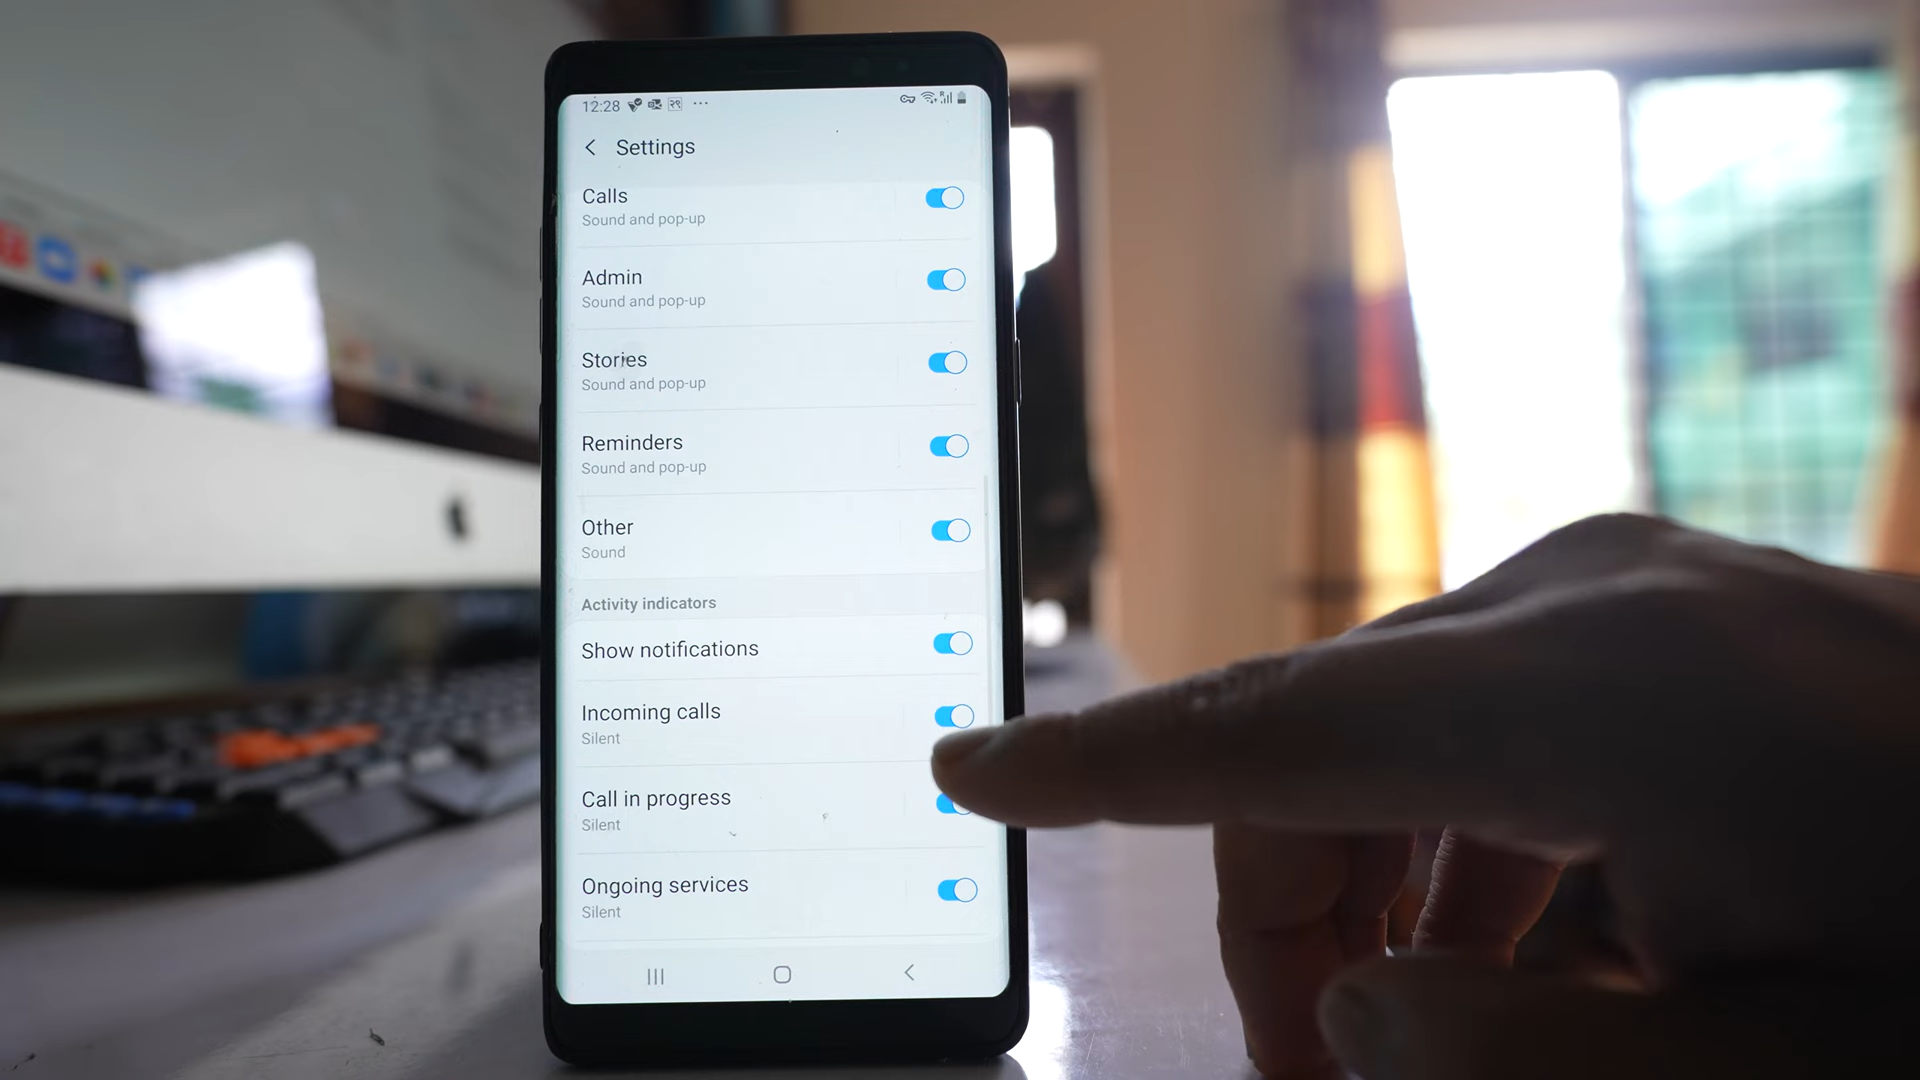 12:28
Settings
Calls
Sound and pop-up
Admin
Sound and pop-up
Stories
Sound and pop-up
Reminders
Sound and pop-up
Other
Sound
Activity indicators
Show notifications
Incoming calls
Silent
Call in progress
Silent
Ongoing services
Silent